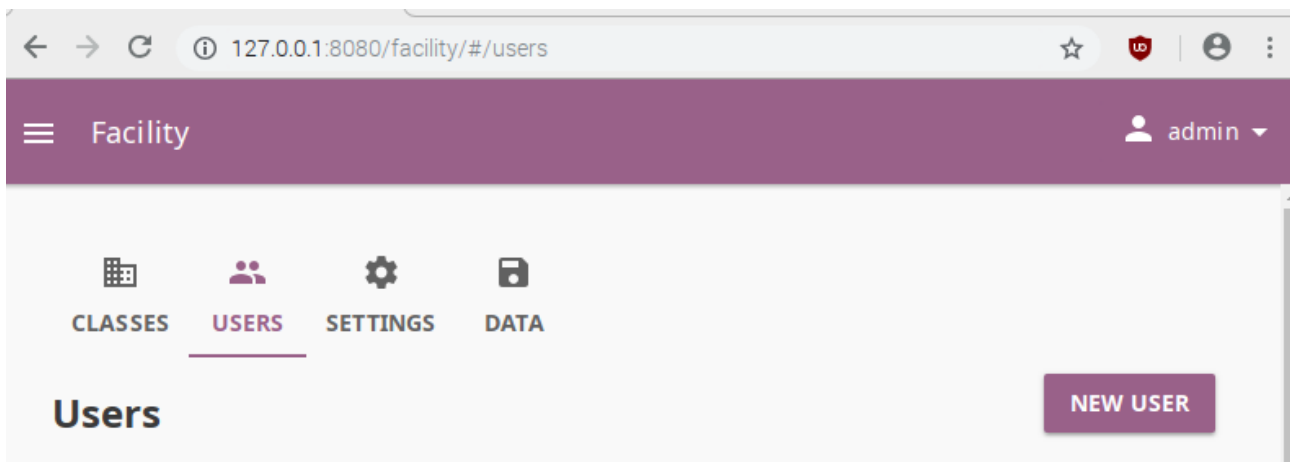 127.0.0.1:8080/facility/#/users
Facility
admin
CLASSES USERS SETTINGS DATA
Users
NEW USER